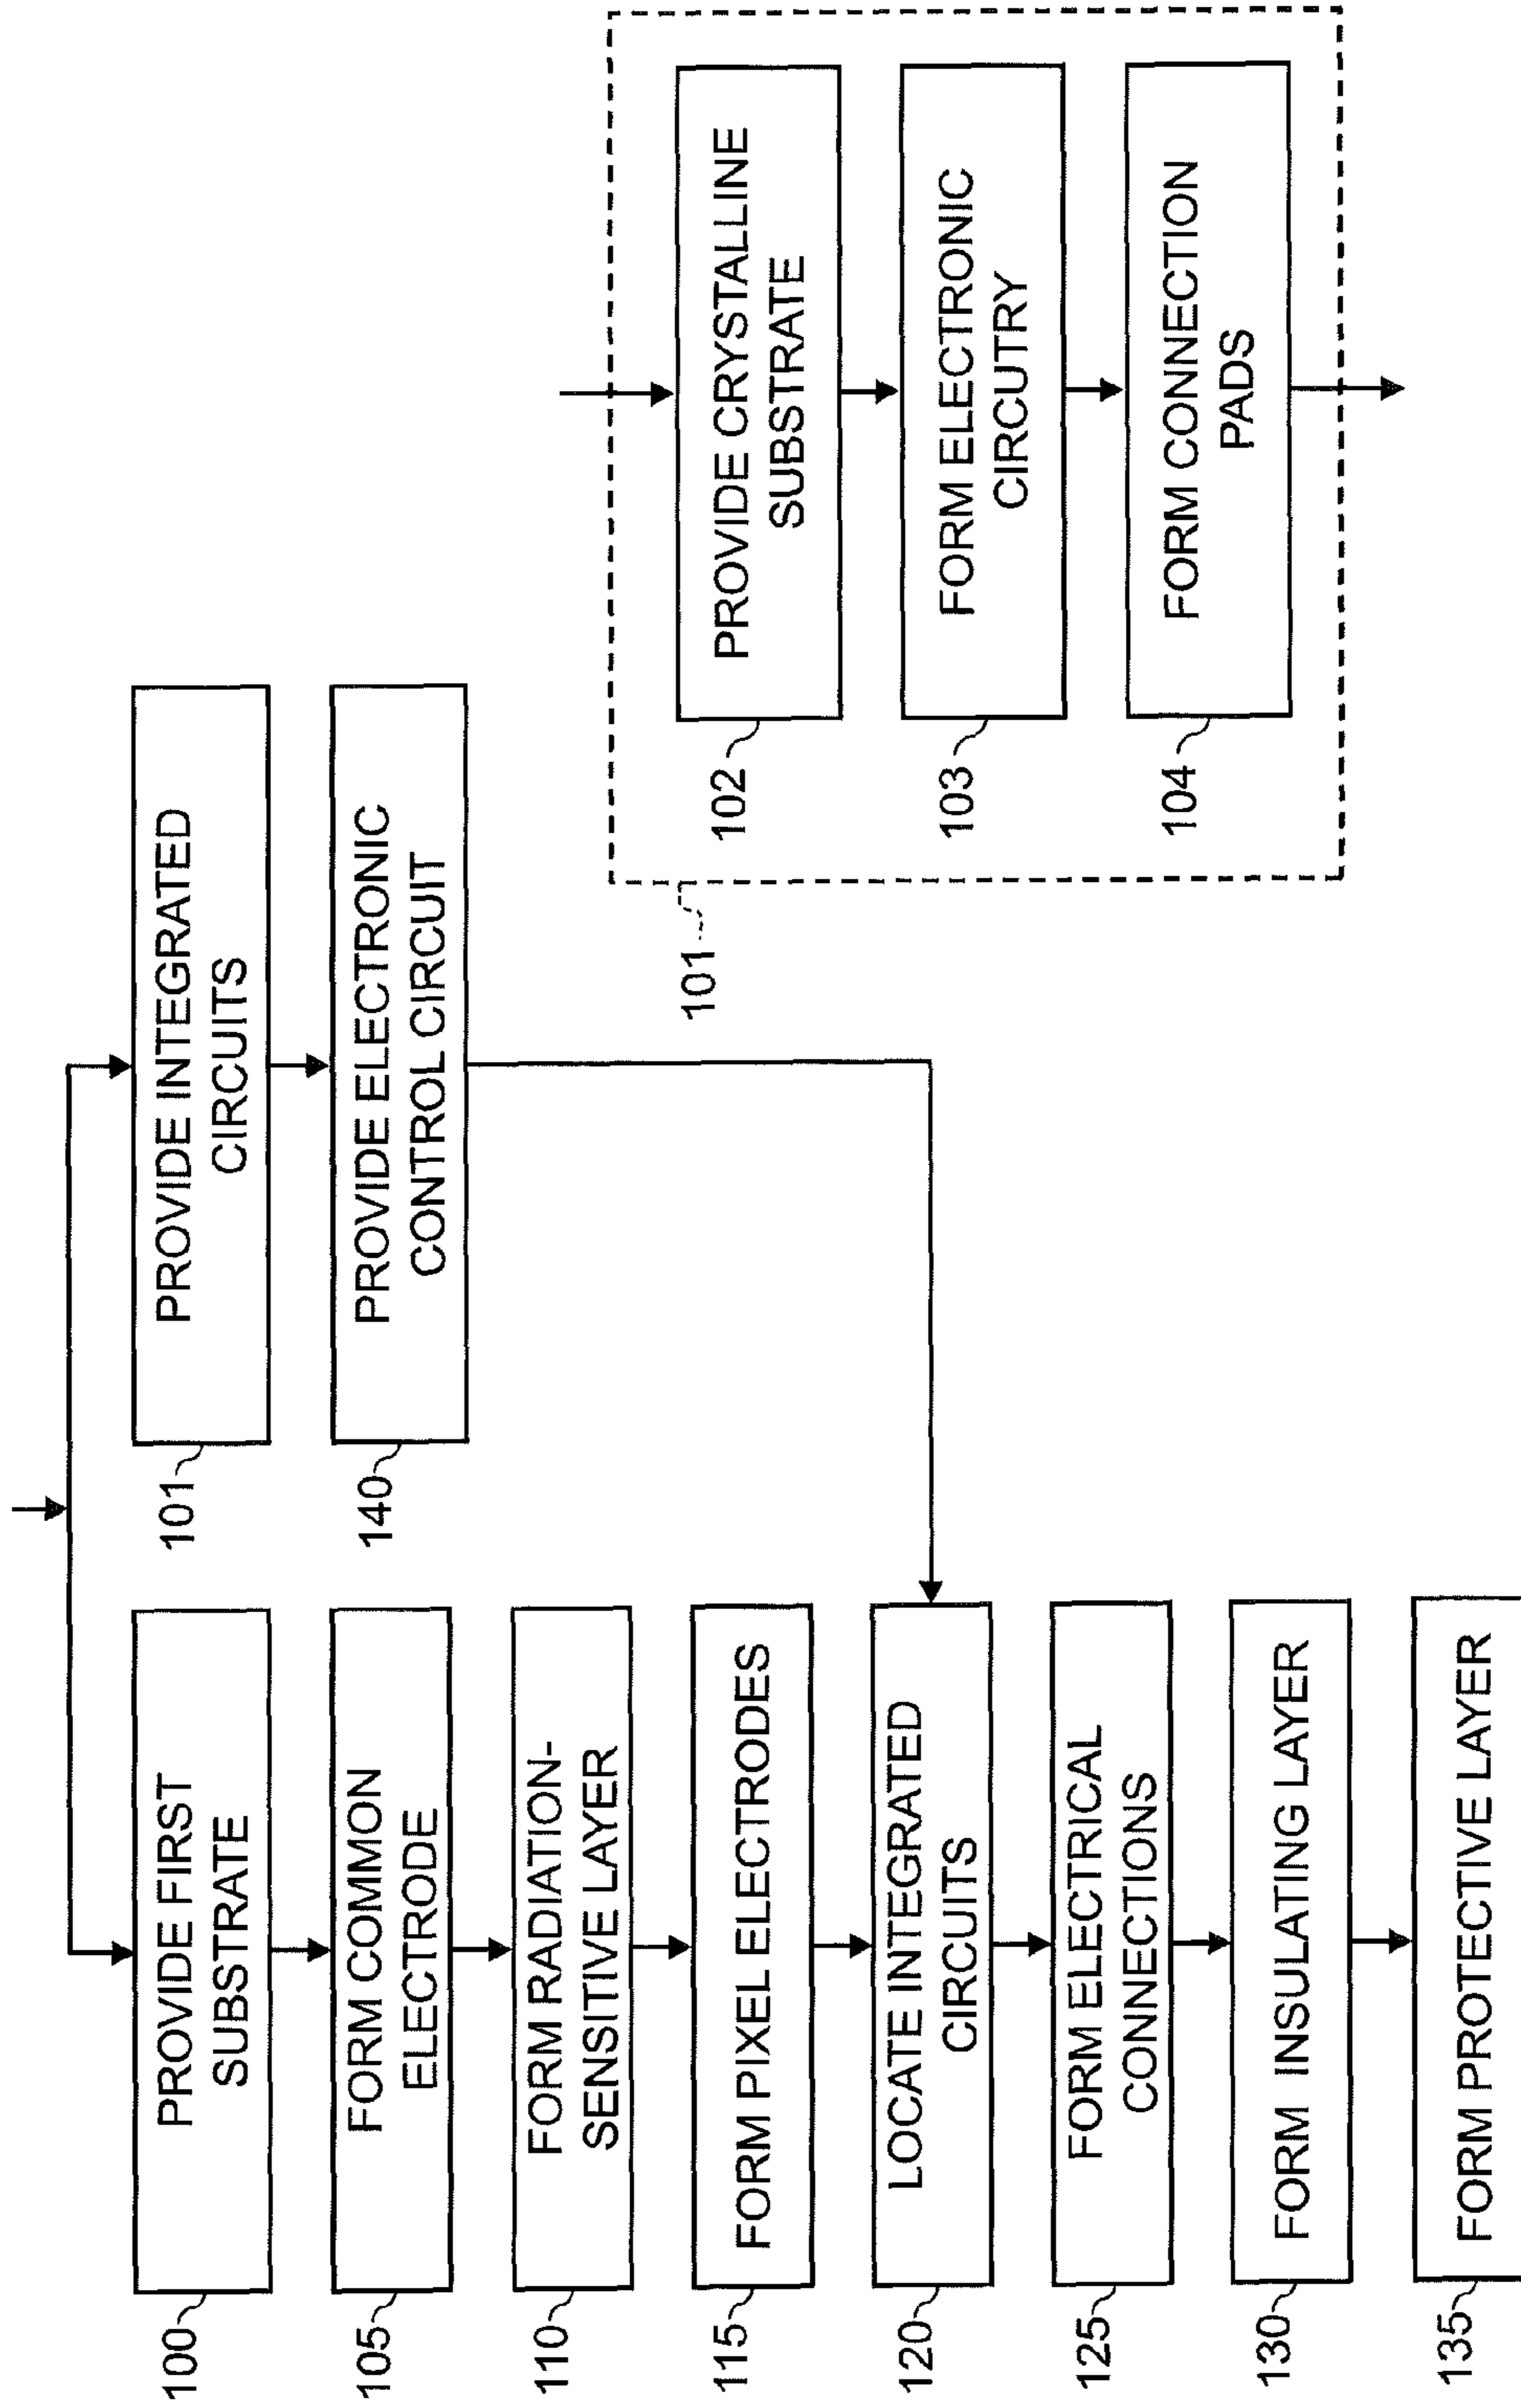 100
PROVIDE FIRST
SUBSTRATE
105
FORM COMMON
ELECTRODE
110
FORM RADIATION-
SENSITIVE LAYER
115
FORM PIXEL ELECTRODES
120
LOCATE INTEGRATED
CIRCUITS
125
FORM ELECTRICAL
CONNECTIONS
130
FORM INSULATING LAYER
135
FORM PROTECTIVE LAYER
101
PROVIDE INTEGRATED
CIRCUITS
140
PROVIDE ELECTRONIC
CONTROL CIRCUIT
101
102
PROVIDE CRYSTALLINE
SUBSTRATE
103
FORM ELECTRONIC
CIRCUTRY
104
FORM CONNECTION
PADS